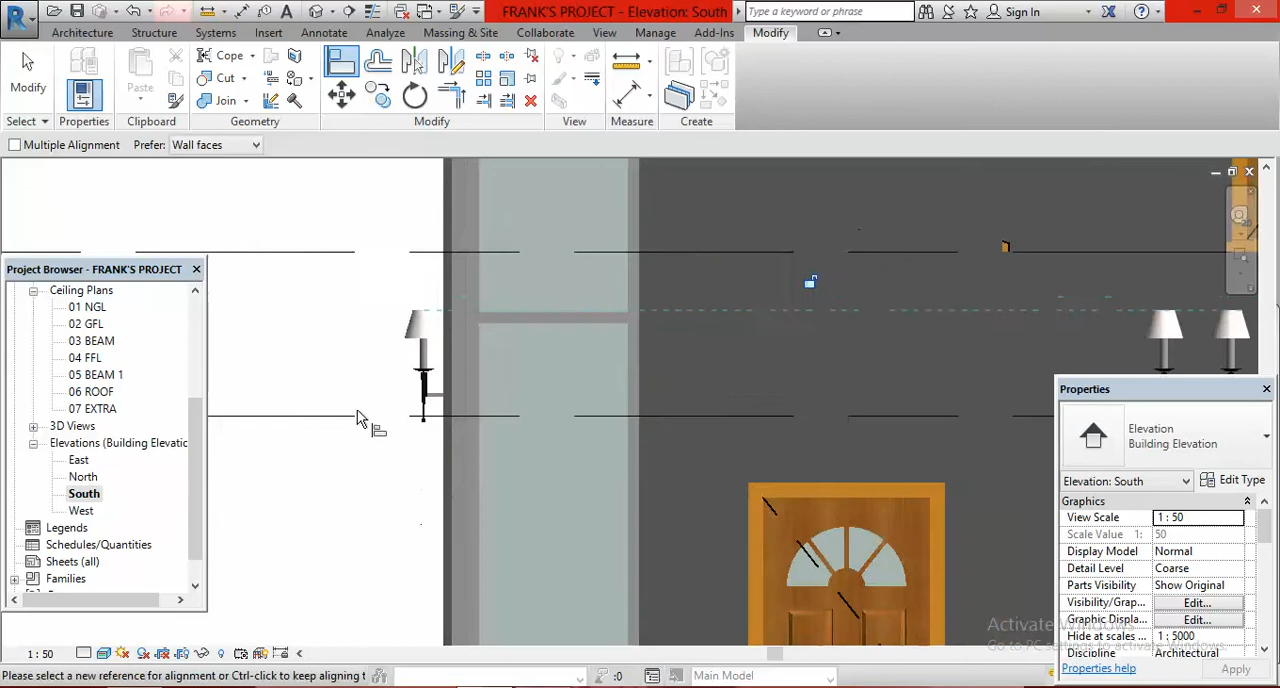 FRANK'S PROJECT - Elevation: South
Type a keyword or phrase
Sign In
Architecture Structure Systems Insert Annotate Analyze Massing & Site Collaborate View Manage Add-Ins Modify
Modify
Paste
Cope
Cut
Join
Select Properties Clipboard Geometry Modify View Measure Create
Multiple Alignment Prefer: Wall faces
Project Browser - FRANK'S PROJECT
Ceiling Plans
01 NGL
02 GFL
03 BEAM
04 FFL
05 BEAM 1
06 ROOF
07 EXTRA
3D Views
Elevations (Building Elevatic
East
North
South
West
Legends
Schedules/Quantities
Sheets (all)
Families
Properties
Elevation
Building Elevation
Elevation: South Edit Type
Graphics
View Scale 1 : 50
Scale Value 1: 50
Display Model Normal
Detail Level Coarse
Parts Visibility Show Original
Visibility/Grap... Edit...
Graphic Displa... Edit...
Hide at scales ... 1 : 5000
Discipline Architectural
Properties help Apply
Activate Windows
Go to PC settings to activate Windows.
1 : 50
Please select a new reference for alignment or Ctrl-click to keep aligning
:0
Main Model